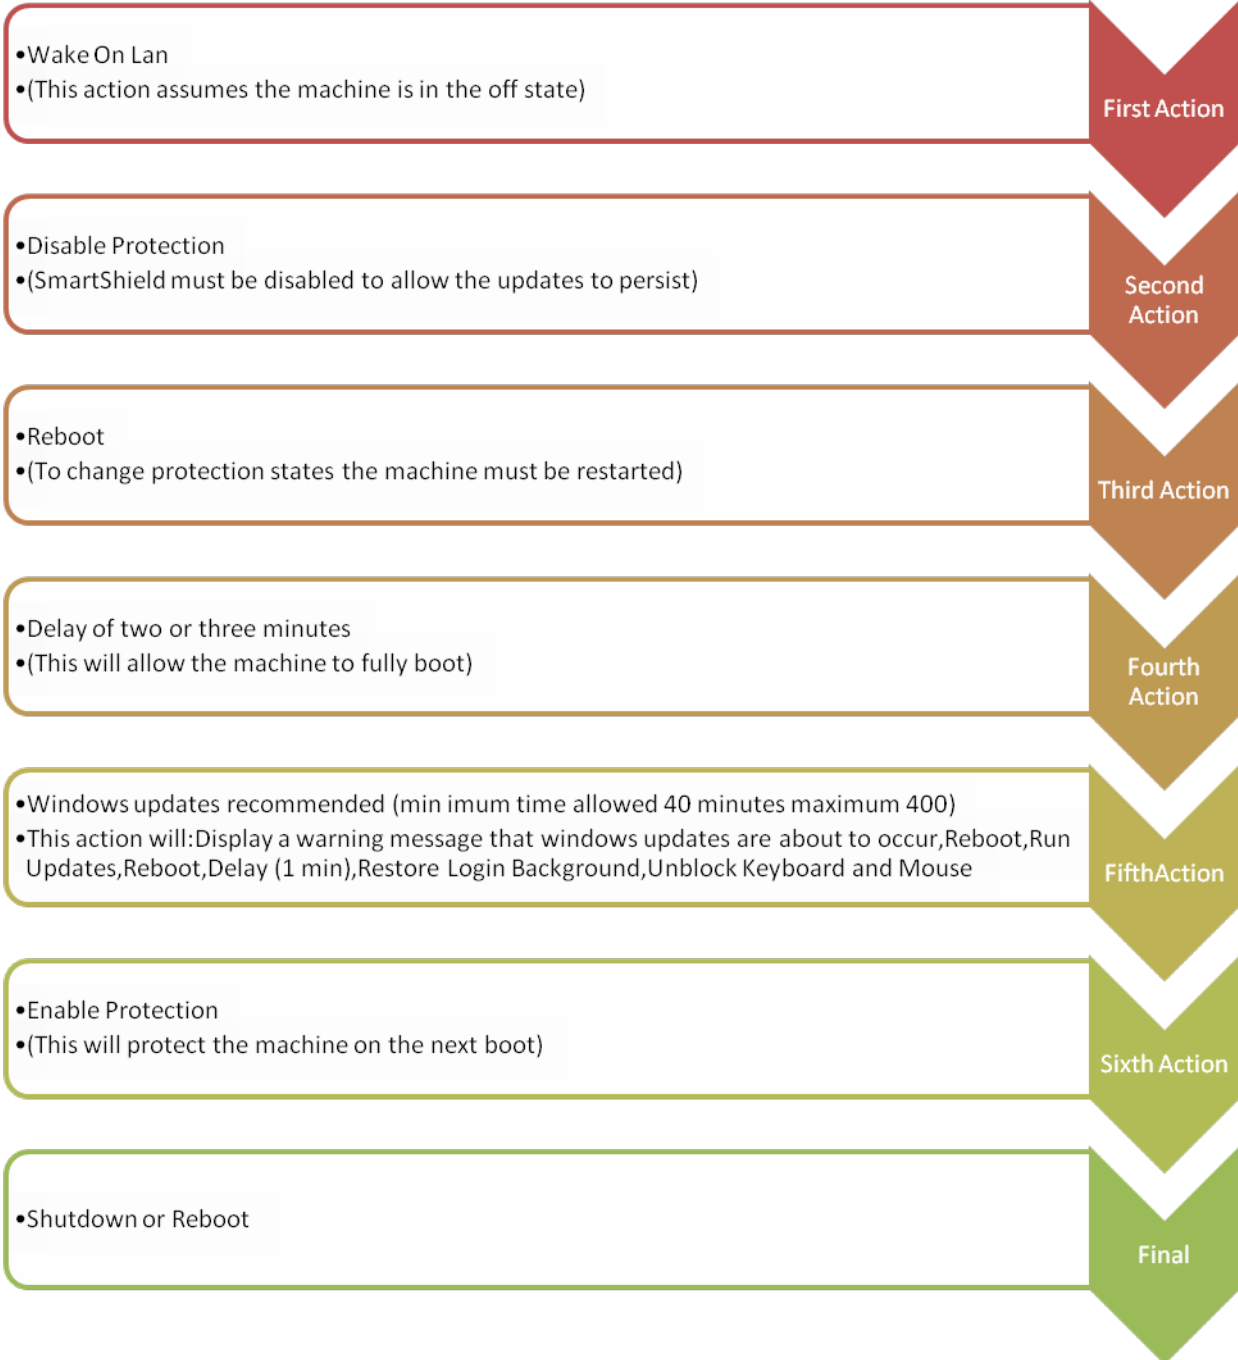 •Wake On Lan
•(This action assumes the machine is in the off state)
First Action
•Disable Protection
•(SmartShield must be disabled to allow the updates to persist)
Second
Action
•Reboot
•(To change protection states the machine must be restarted)
Third Action
•Delay of two or three minutes
•(This will allow the machine to fully boot)
Fourth
Action
•Windows updates recommended (min imum time allowed 40 minutes maximum 400)
•This action will:Display a warning message that windows updates are about to occur,Reboot,Run
Updates,Reboot,Delay (1 min),Restore Login Background,Unblock Keyboard and Mouse
FifthAction
•Enable Protection
•(This will protect the machine on the next boot)
Sixth Action
•Shutdown or Reboot
Final